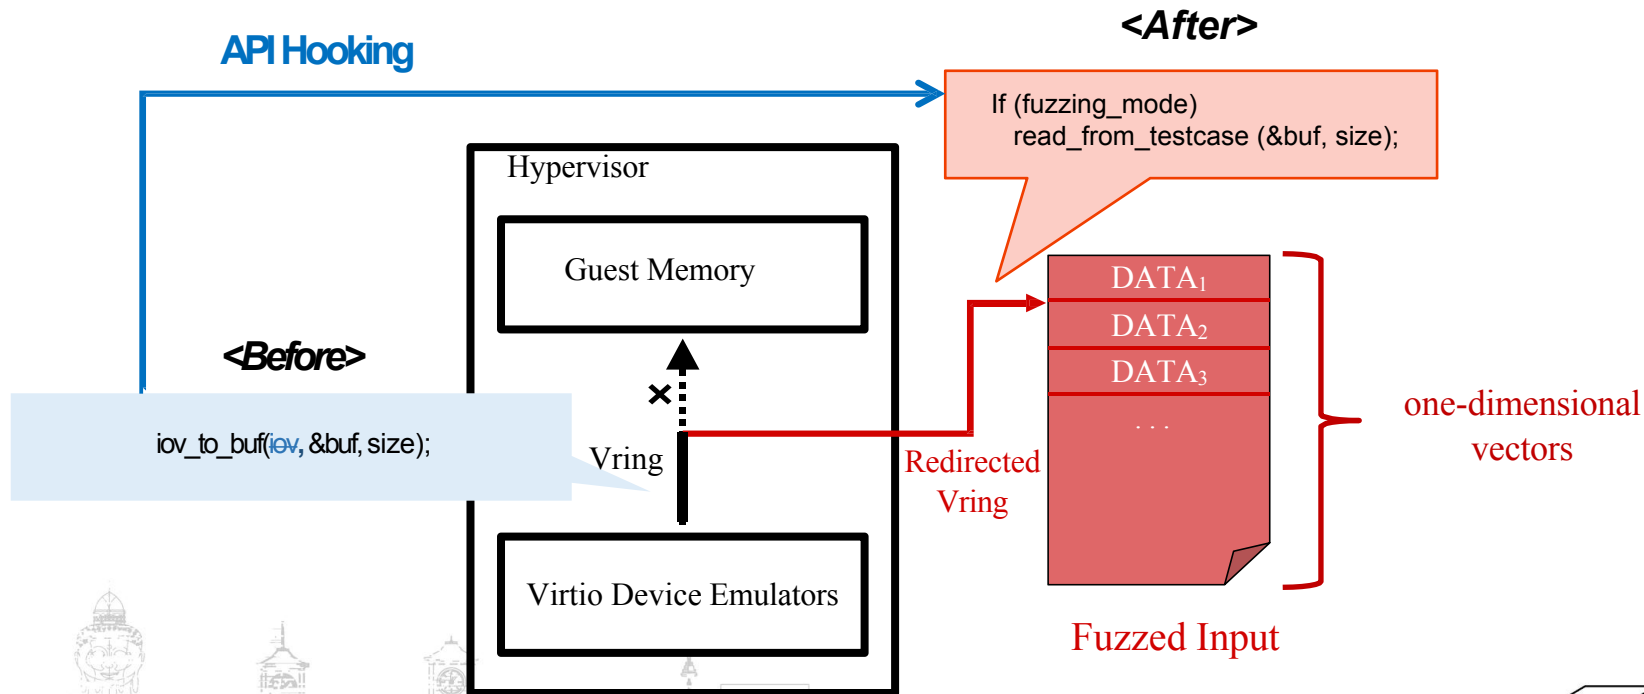 <After>
API Hooking
If (fuzzing_mode)
read_from_testcase (&buf, size);
Hypervisor
Guest Memory
DATA₁
DATA₂
DATA₃
. . .
<Before>
iov_to_buf(iov, &buf, size);
Vring
Redirected
Vring
one-dimensional
vectors
Virtio Device Emulators
Fuzzed Input